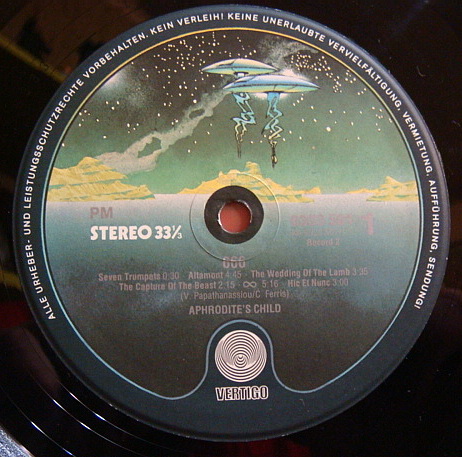 ALLE URHEBER- UND LEISTUNGSSCHUTZRECHTE VORBEHALTEN. KEIN VERLEIH! KEINE UNERLAUBTE VERVIELFÄLTIGUNG, VERMIETUNG, AUFFÜHRUNG, SENDUNG!
PM
STEREO 33⅓
1
Record 2
666
Seven Trumpets 0:30 Altamont 4:45 The Wedding Of The Lamb 3:35
The Capture Of The Beast 2:15 ∞ 5:16 Hic Et Nunc 3:00
(V. Papathanassiou/C. Ferris)
APHRODITE'S CHILD
VERTIGO